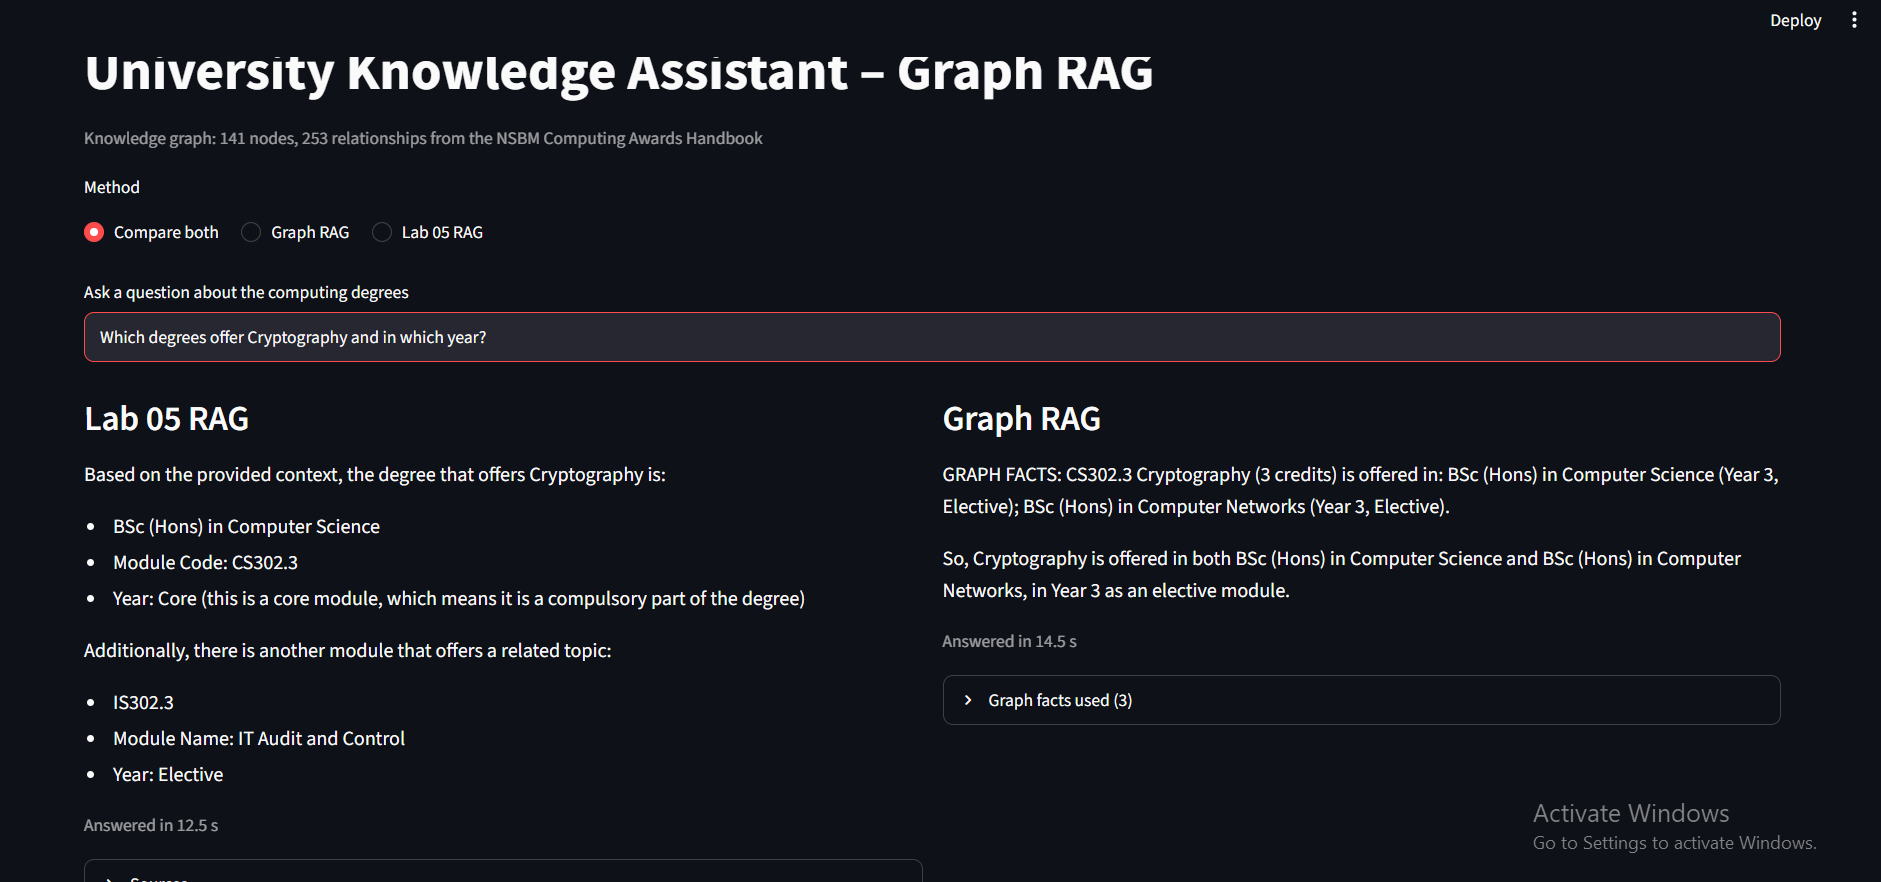 Deploy
University Knowledge Assistant – Graph RAG
Knowledge graph: 141 nodes, 253 relationships from the NSBM Computing Awards Handbook
Method
Compare both
Graph RAG
Lab 05 RAG
Ask a question about the computing degrees
Which degrees offer Cryptography and in which year?
Lab 05 RAG
Based on the provided context, the degree that offers Cryptography is:
BSc (Hons) in Computer Science
Module Code: CS302.3
Year: Core (this is a core module, which means it is a compulsory part of the degree)
Additionally, there is another module that offers a related topic:
IS302.3
Module Name: IT Audit and Control
Year: Elective
Answered in 12.5 s
Sources
Graph RAG
GRAPH FACTS: CS302.3 Cryptography (3 credits) is offered in: BSc (Hons) in Computer Science (Year 3,
Elective); BSc (Hons) in Computer Networks (Year 3, Elective).
So, Cryptography is offered in both BSc (Hons) in Computer Science and BSc (Hons) in Computer
Networks, in Year 3 as an elective module.
Answered in 14.5 s
Graph facts used (3)
Activate Windows
Go to Settings to activate Windows.